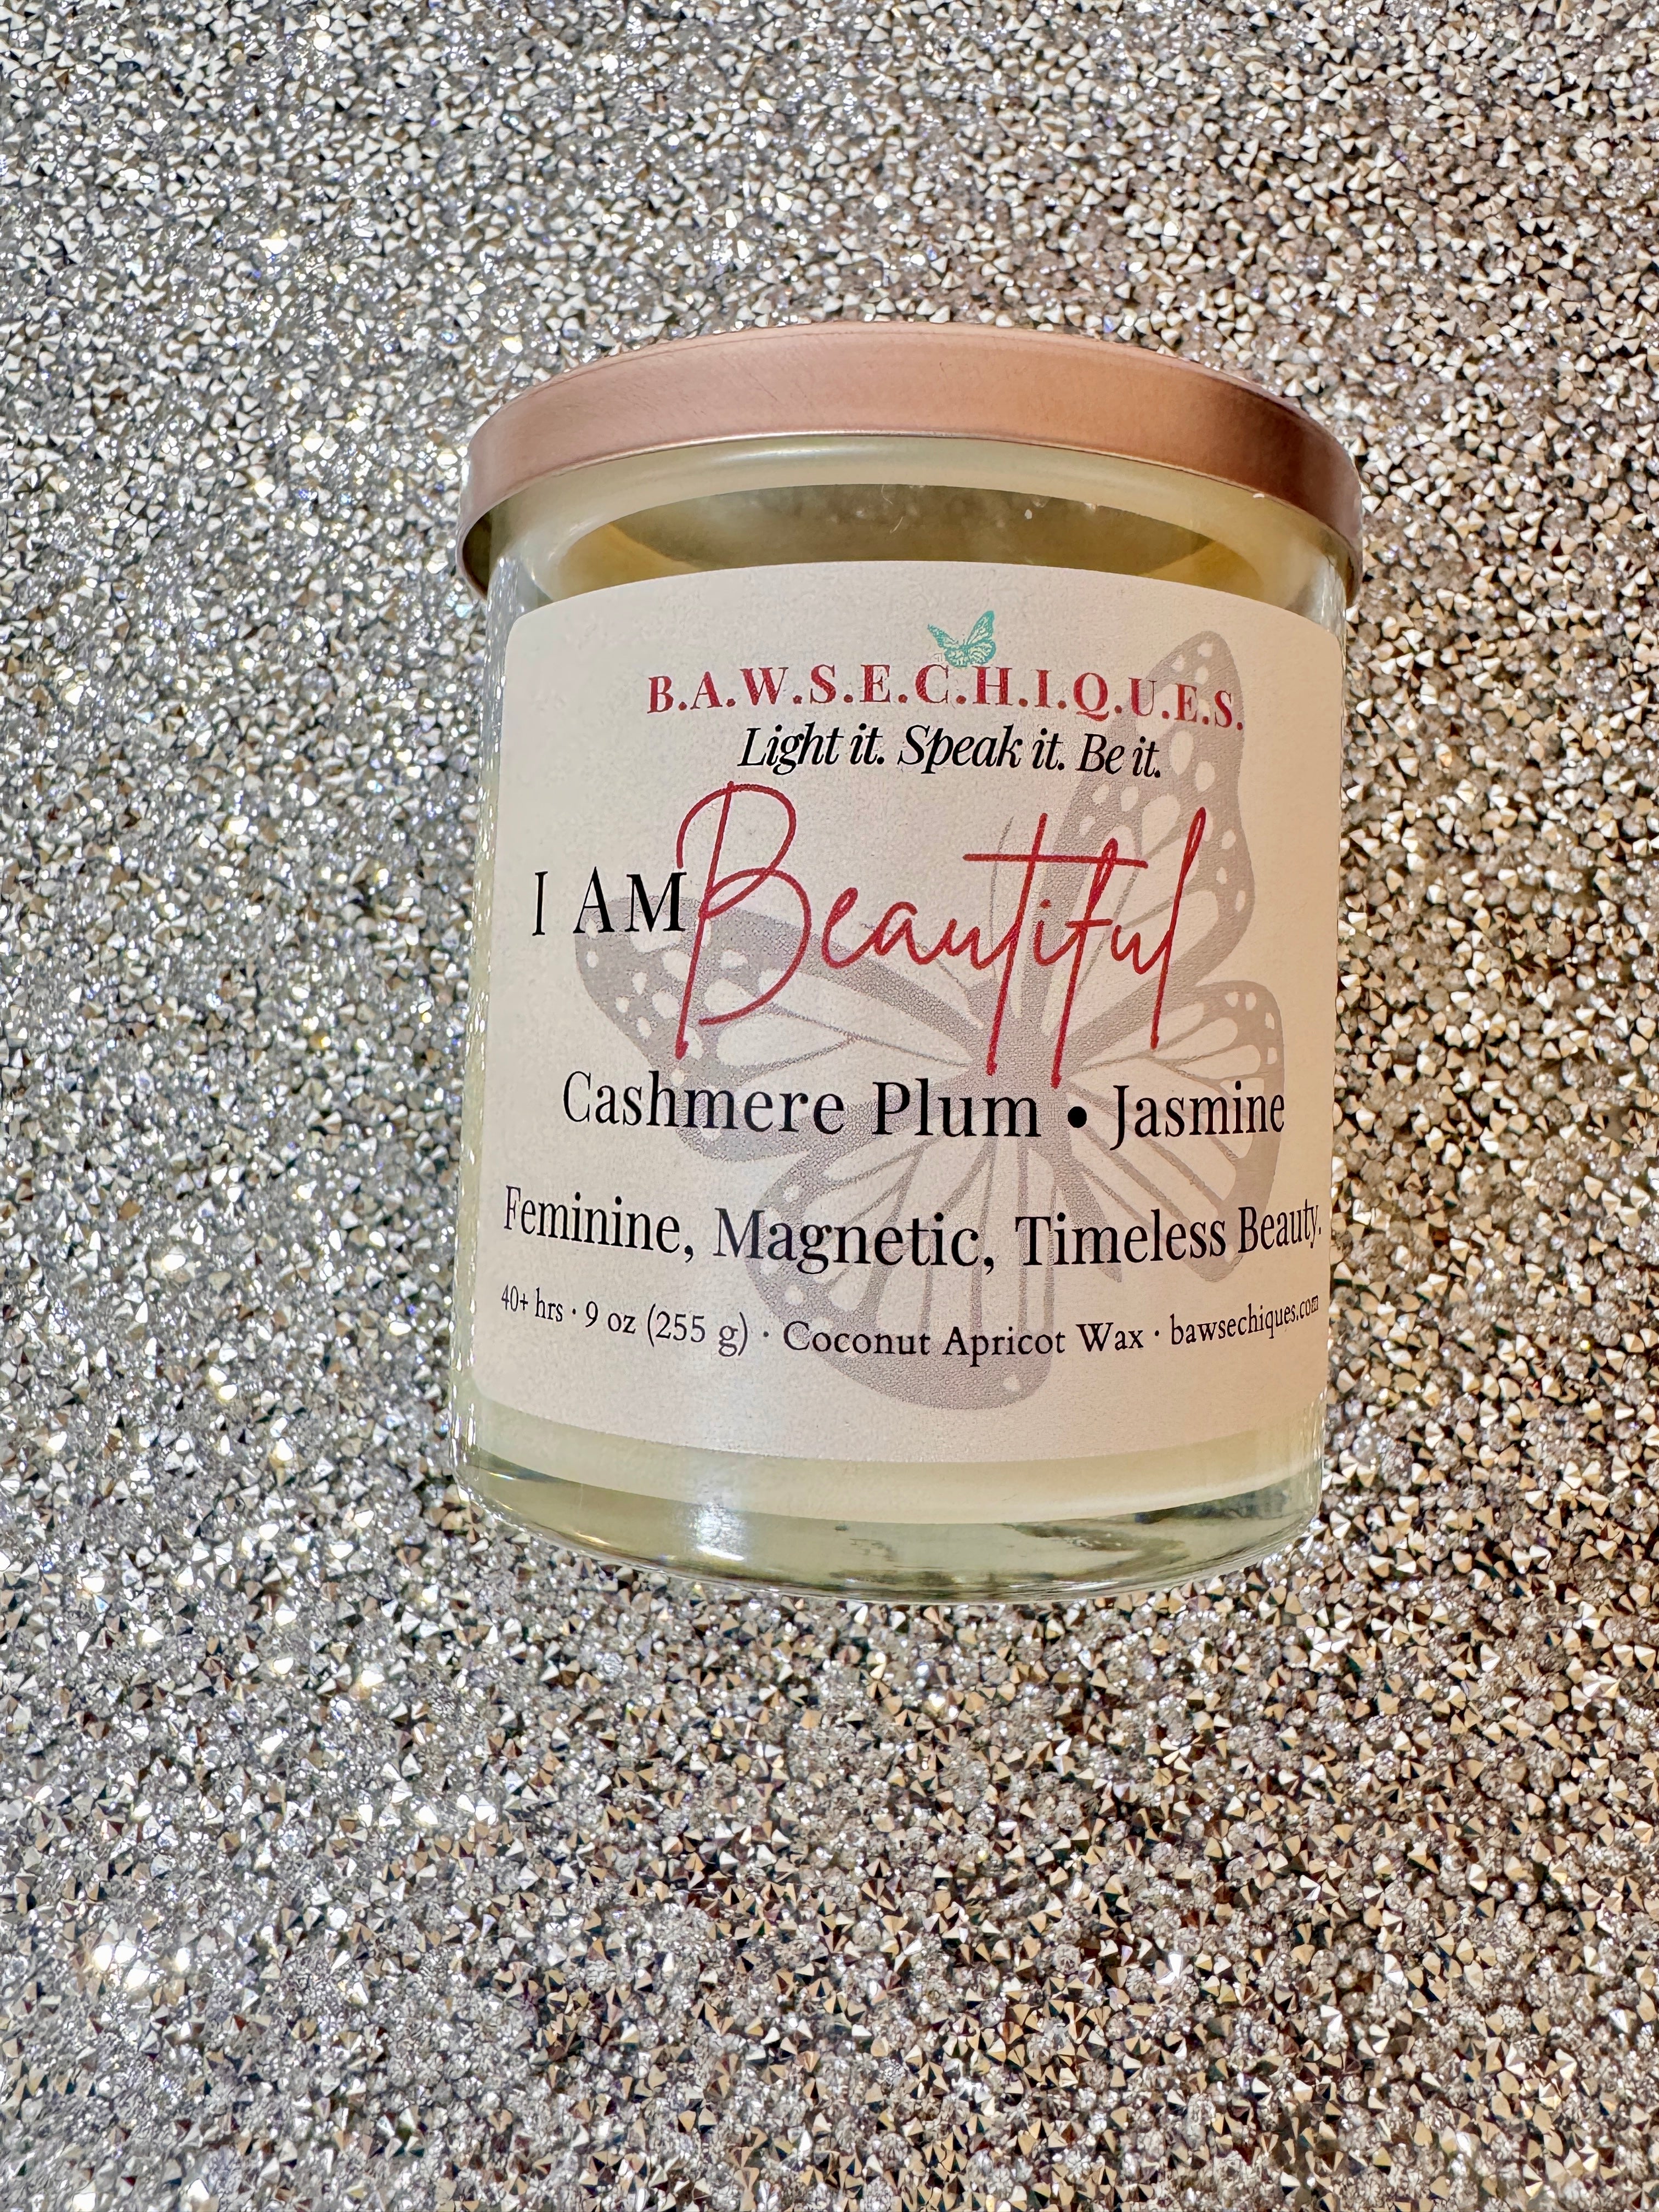 B.A.W.S.E.C.H.I.Q.U.E.S.
Light it. Speak it. Be it.
I AM Beautiful
Cashmere Plum • Jasmine
Feminine, Magnetic, Timeless Beauty.
40+ hrs · 9 oz (255 g) · Coconut Apricot Wax · bawsechiques.com